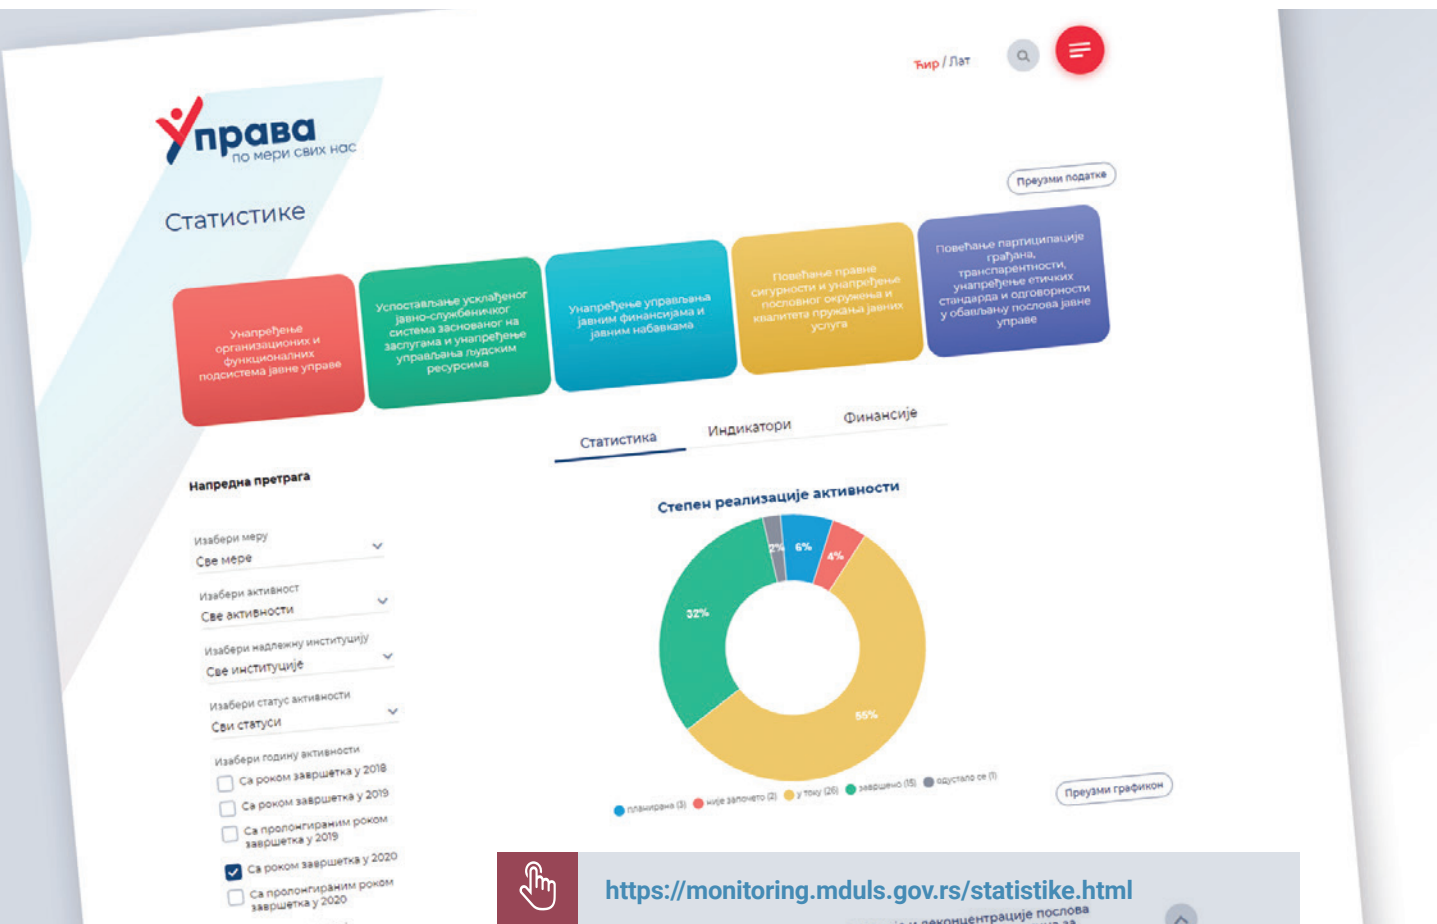 Ћир / Лат
Управа
по мери свих нас
Преузми податке
Статистике
Унапређење
организационих и
функционалних
подсистема јавне управе
Успостављање усклађеног
јавно-службеничког
система заснованог на
заслугама и унапређење
управљања људским
ресурсима
Унапређење управљања
јавним финансијама и
јавним набавкама
Повећање правне
сигурности и унапређење
пословног окружења и
квалитета пружања јавних
услуга
Повећање партиципације
грађана,
транспарентности,
унапређење етичких
стандарда и одговорности
у обављању послова јавне
управе
Статистика
Индикатори
Финансије
Напредна претрага
Изабери меру
Све мере
Изабери активност
Све активности
Изабери надлежну институцију
Све институције
Изабери статус активности
Сви статуси
Изабери годину активности
Са роком завршетка у 2018
Са роком завршетка у 2019
Са пролонгираним роком
завршетка у 2019
Са роком завршетка у 2020
Са пролонгираним роком
завршетка у 2020
Степен реализације активности
2%
6%
4%
32%
55%
планирана (3) није започето (2) у току (26) завршено (15) одустало се (1)
Преузми графикон
https://monitoring.mduls.gov.rs/statistike.html
и деконцентрације послова